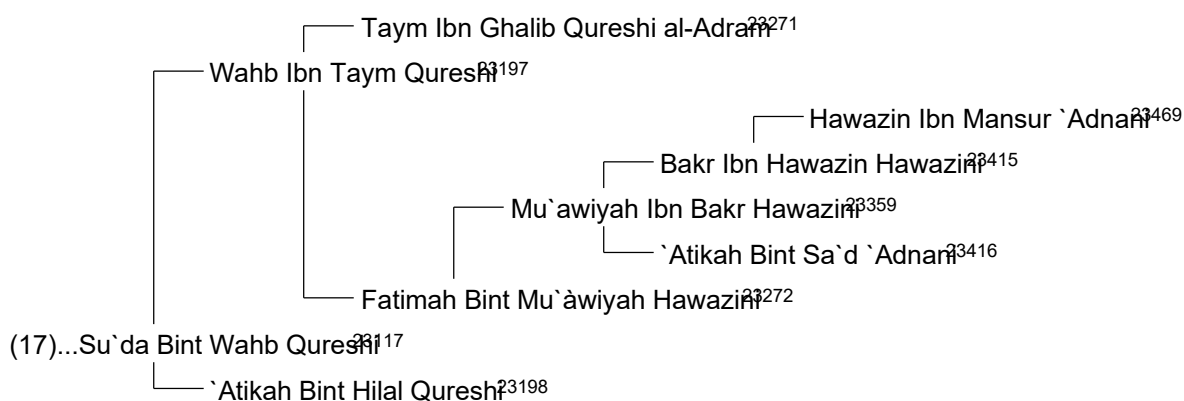 Taym Ibn Ghalib Qureshi al-Adram23271
Wahb Ibn Taym Qureshi23197
Hawazin Ibn Mansur `Adnani23469
Bakr Ibn Hawazin Hawazini23415
Mu`awiyah Ibn Bakr Hawazini23359
`Atikah Bint Sa`d `Adnani23416
Fatimah Bint Mu`àwiyah Hawazini23272
(17)...Su`da Bint Wahb Qureshi23117
`Atikah Bint Hilal Qureshi23198